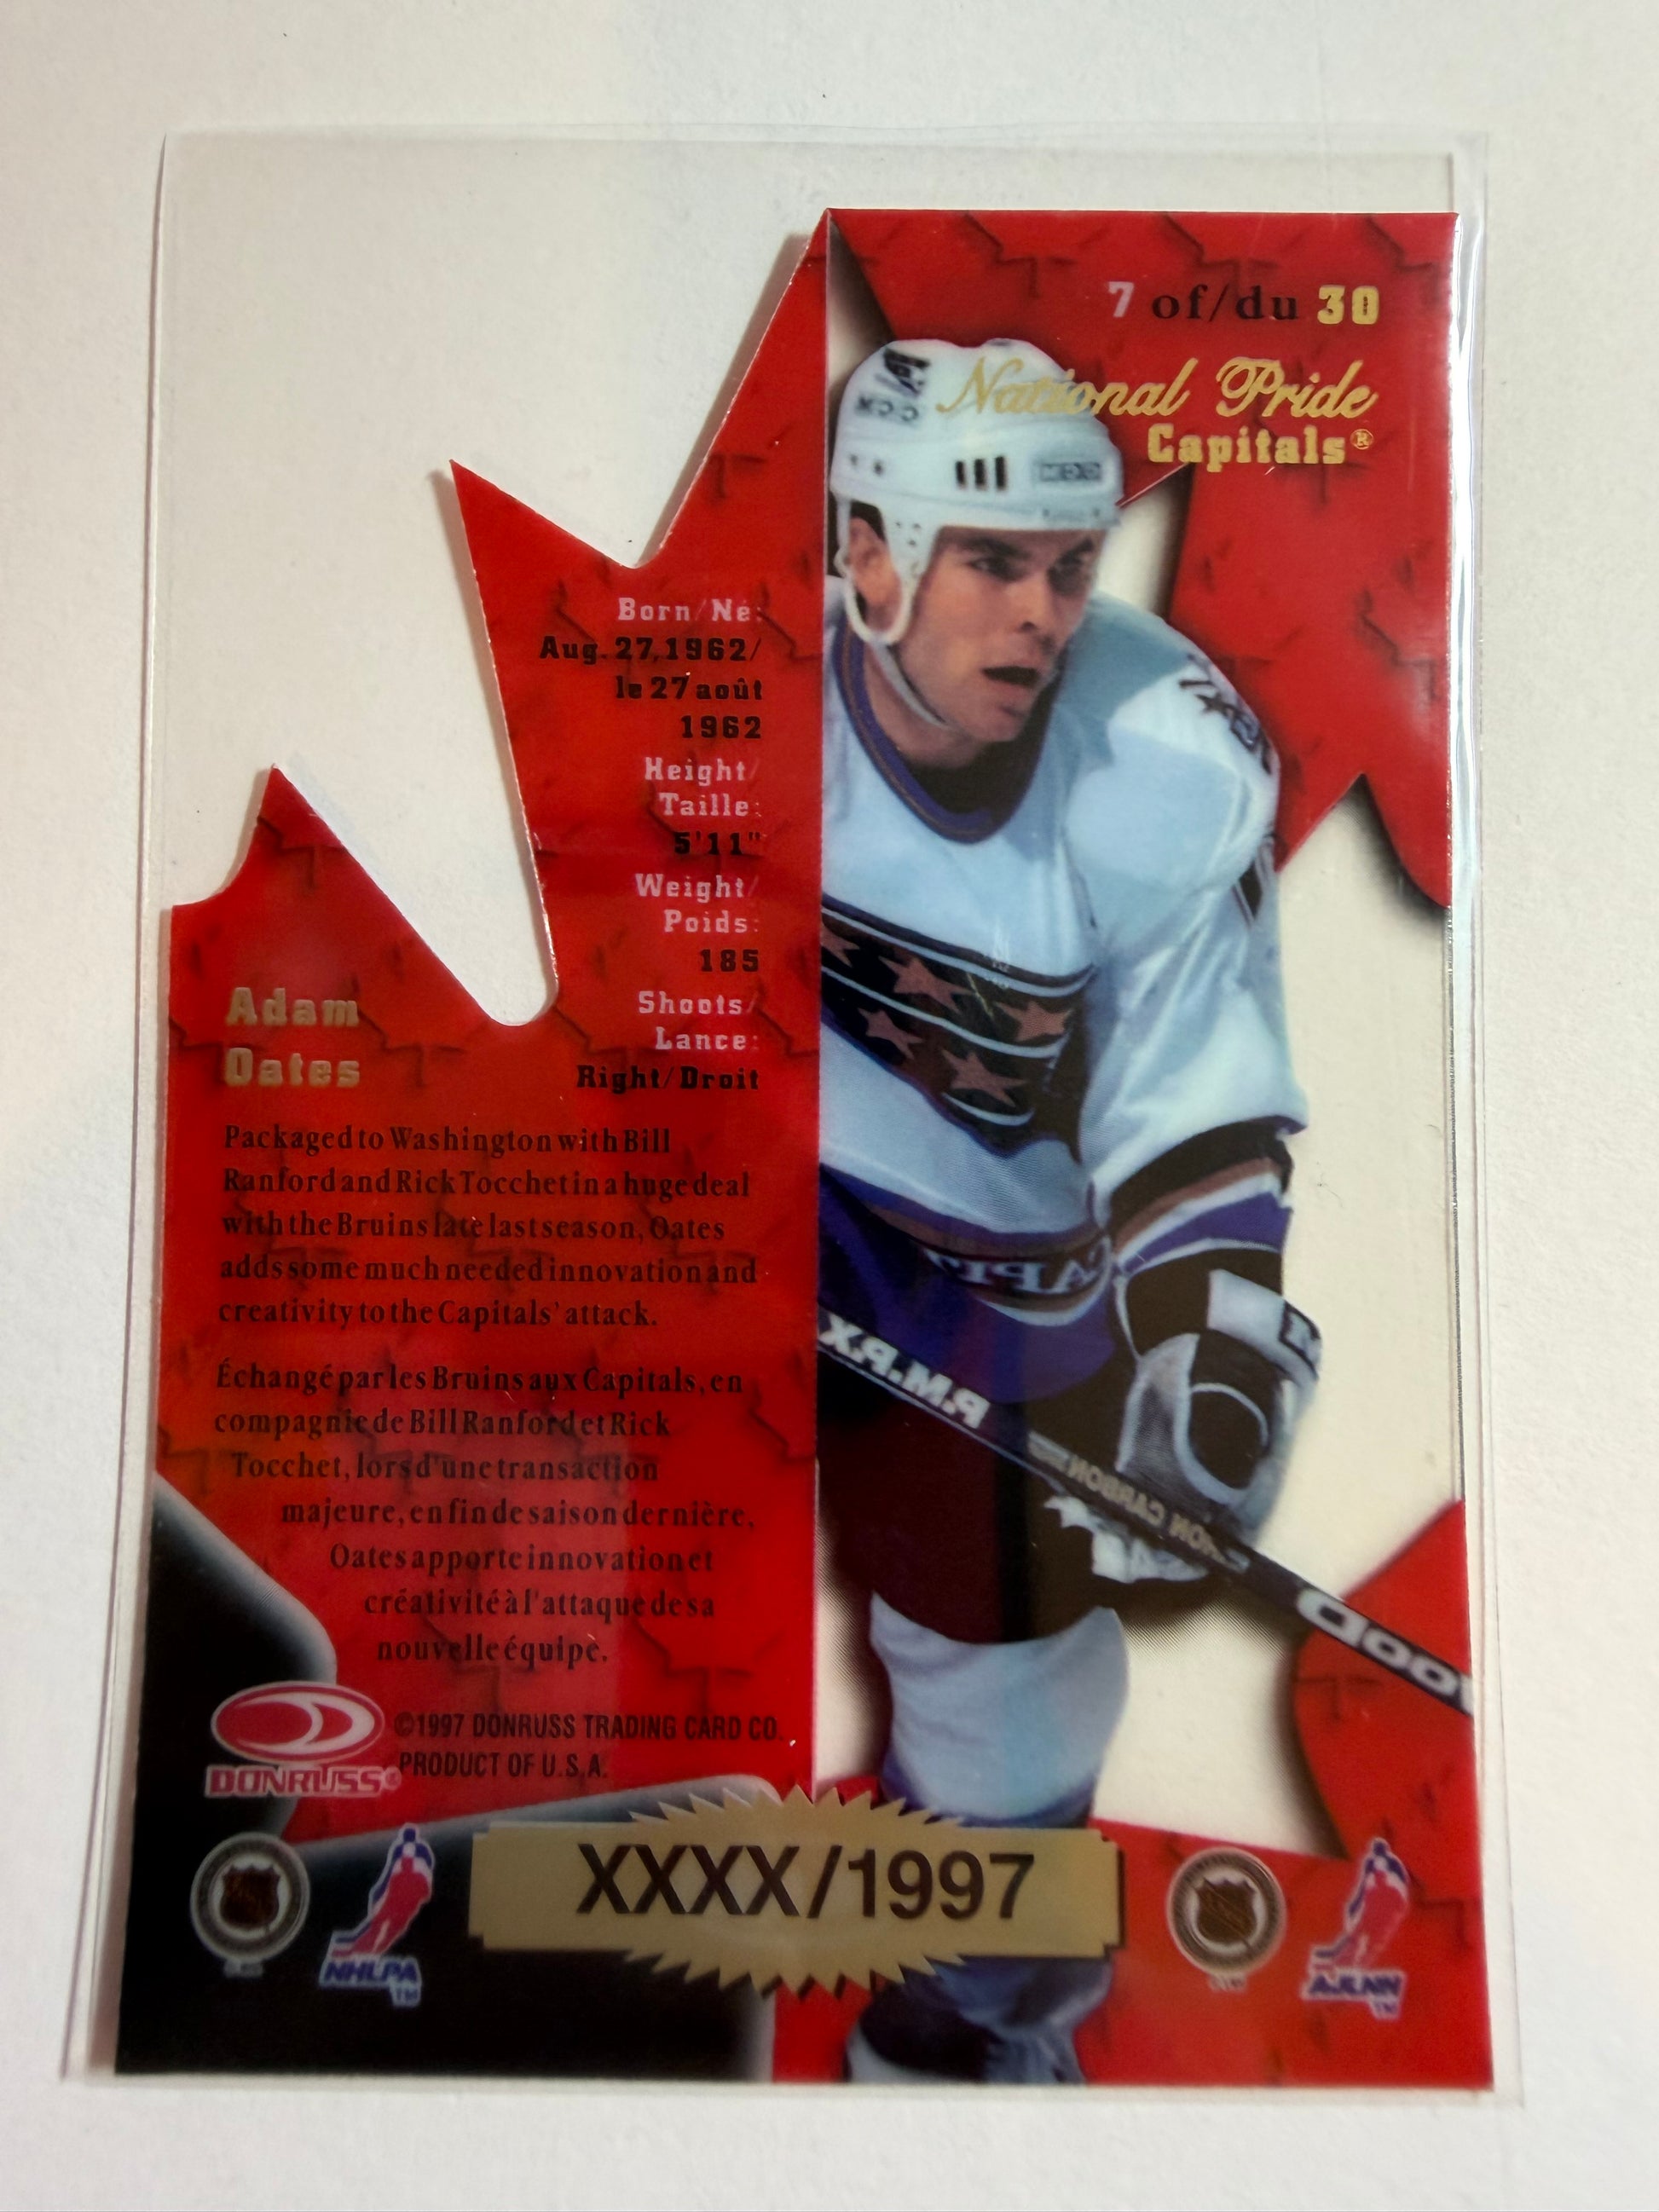 7 of/du 30
National Pride
Capitals®
Born/Né:
Aug. 27, 1962/
le 27 août
1962
Height/
Taille:
5'11"
Weight/
Poids:
185
Shoots/
Lance:
Right/Droit
Adam
Oates
Packaged to Washington with Bill
Ranford and Rick Tocchet in a huge deal
with the Bruins late last season, Oates
adds some much needed innovation and
creativity to the Capitals' attack.
Échangé par les Bruins aux Capitals, en
compagnie de Bill Ranford et Rick
Tocchet, lors d'une transaction
majeure, en fin de saison dernière,
Oates apporte innovation et
créativité à l'attaque de sa
nouvelle équipe.
DONRUSS®
©1997 DONRUSS TRADING CARD CO.
PRODUCT OF U.S.A.
XXXX/1997
NHLPA
TM
AJLNH
TM
CCM
P.M.P.X
CARBON